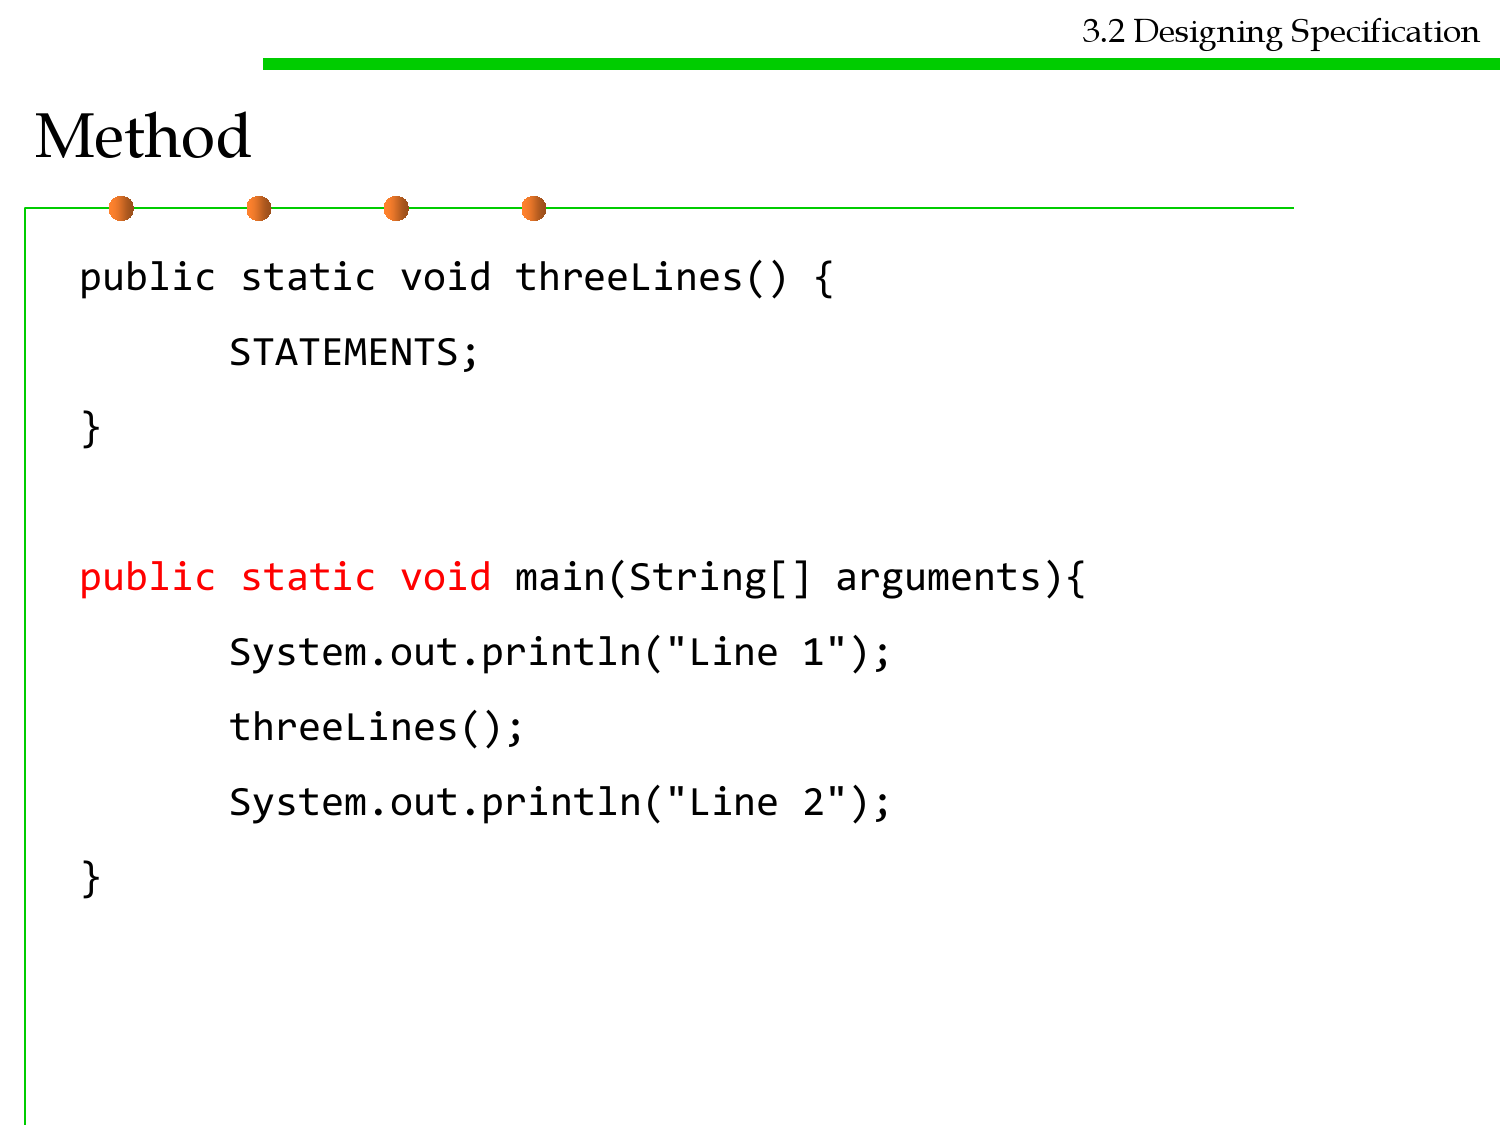 3.2 Designing Specification
Method
public static void threeLines() {
STATEMENTS;
}
public static void main(String[] arguments){
System.out.println("Line 1");
threeLines();
System.out.println("Line 2");
}